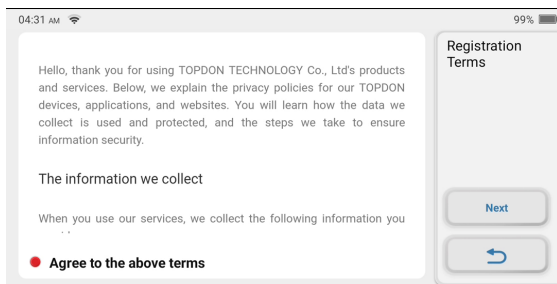 04:31 AM
99%
Hello, thank you for using TOPDON TECHNOLOGY Co., Ltd's products
and services. Below, we explain the privacy policies for our TOPDON
devices, applications, and websites. You will learn how the data we
collect is used and protected, and the steps we take to ensure
information security.
The information we collect
When you use our services, we collect the following information you
Agree to the above terms
Registration
Terms
Next